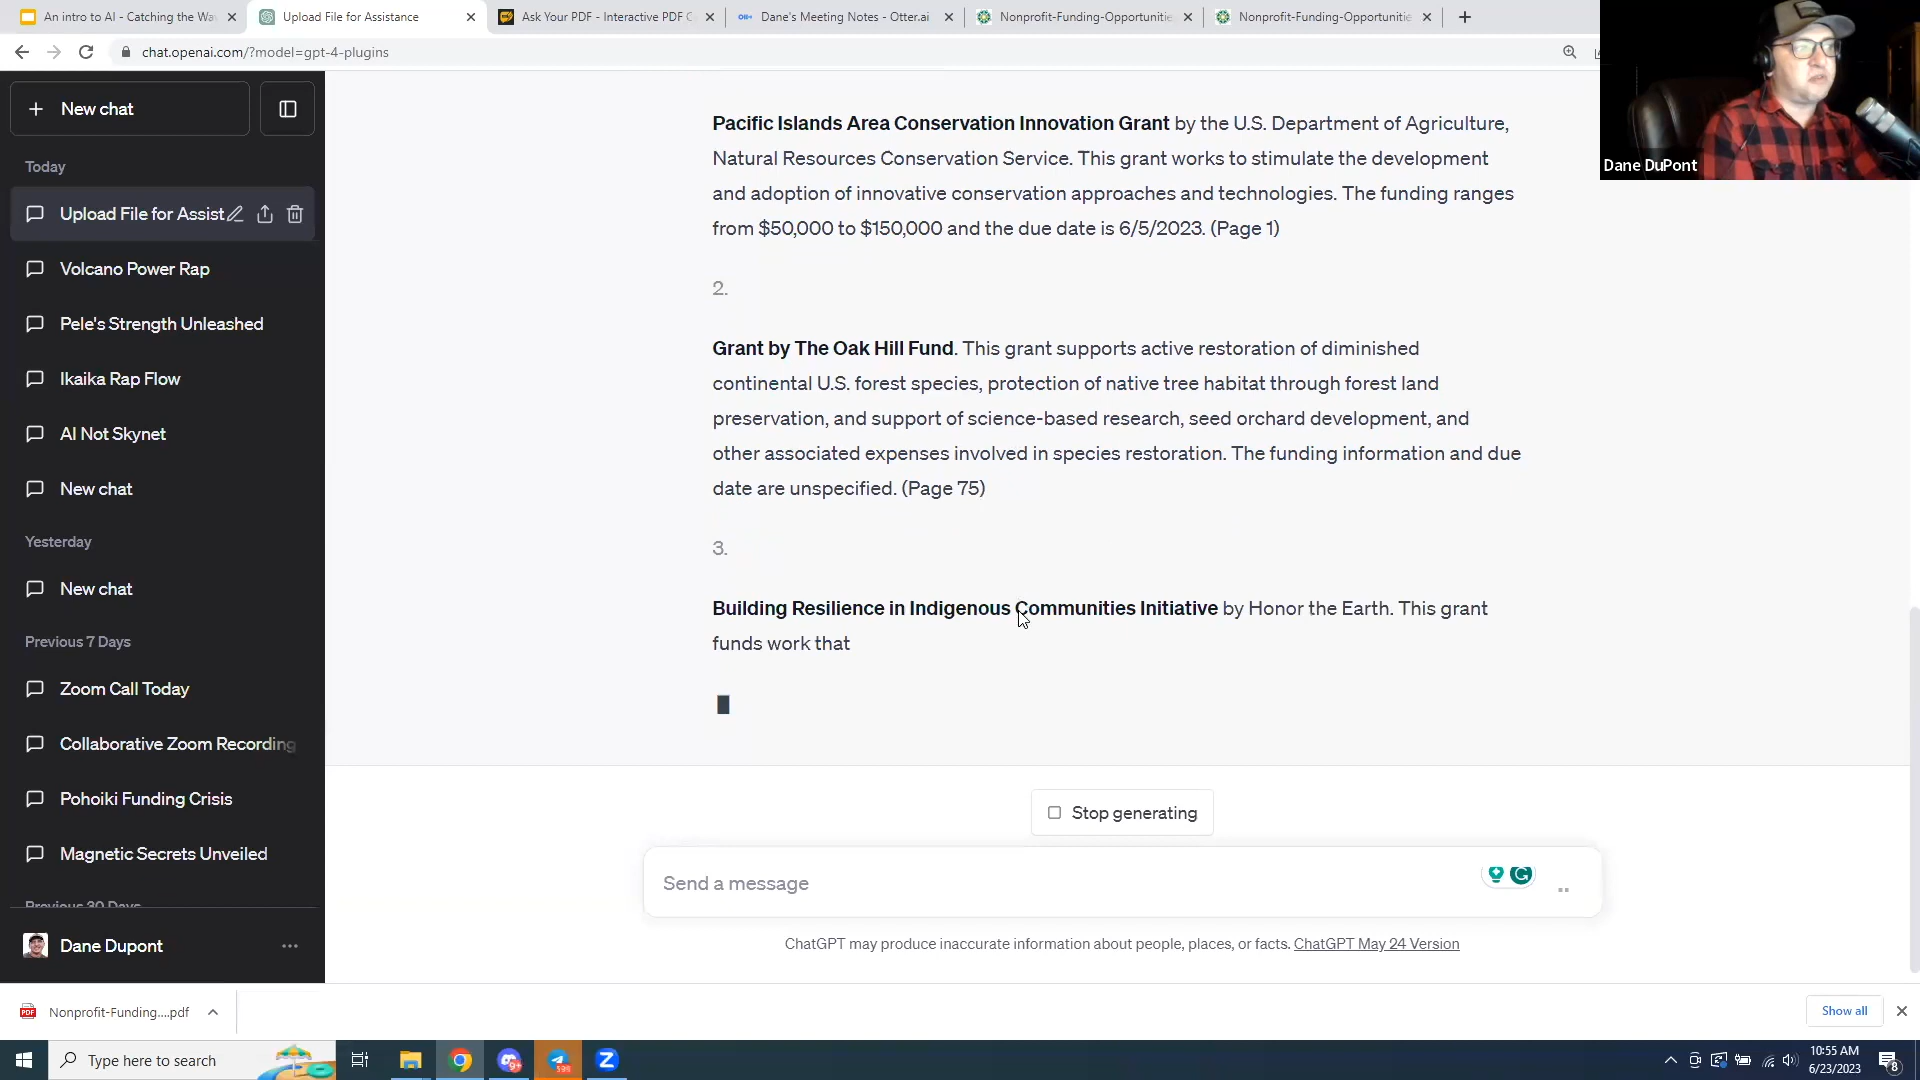 An intro to AI - Catching the Wa
Upload File for Assistance
Ask Your PDF - Interactive PDF C
Dane's Meeting Notes - Otter.ai
Nonprofit-Funding-Opportunitie
Nonprofit-Funding-Opportunitie
chat.openai.com/?model=gpt-4-plugins
New chat
Today
Upload File for Assist
Volcano Power Rap
Pele's Strength Unleashed
Ikaika Rap Flow
AI Not Skynet
New chat
Yesterday
New chat
Previous 7 Days
Zoom Call Today
Collaborative Zoom Recording
Pohoiki Funding Crisis
Magnetic Secrets Unveiled
Previous 30 Days
Dane Dupont
Pacific Islands Area Conservation Innovation Grant by the U.S. Department of Agriculture,
Natural Resources Conservation Service. This grant works to stimulate the development
and adoption of innovative conservation approaches and technologies. The funding ranges
from $50,000 to $150,000 and the due date is 6/5/2023. (Page 1)
2.
Grant by The Oak Hill Fund. This grant supports active restoration of diminished
continental U.S. forest species, protection of native tree habitat through forest land
preservation, and support of science-based research, seed orchard development, and
other associated expenses involved in species restoration. The funding information and due
date are unspecified. (Page 75)
3.
Building Resilience in Indigenous Communities Initiative by Honor the Earth. This grant
funds work that
Stop generating
Send a message
ChatGPT may produce inaccurate information about people, places, or facts. ChatGPT May 24 Version
Dane DuPont
Nonprofit-Funding....pdf
Show all
Type here to search
10:55 AM
6/23/2023
8